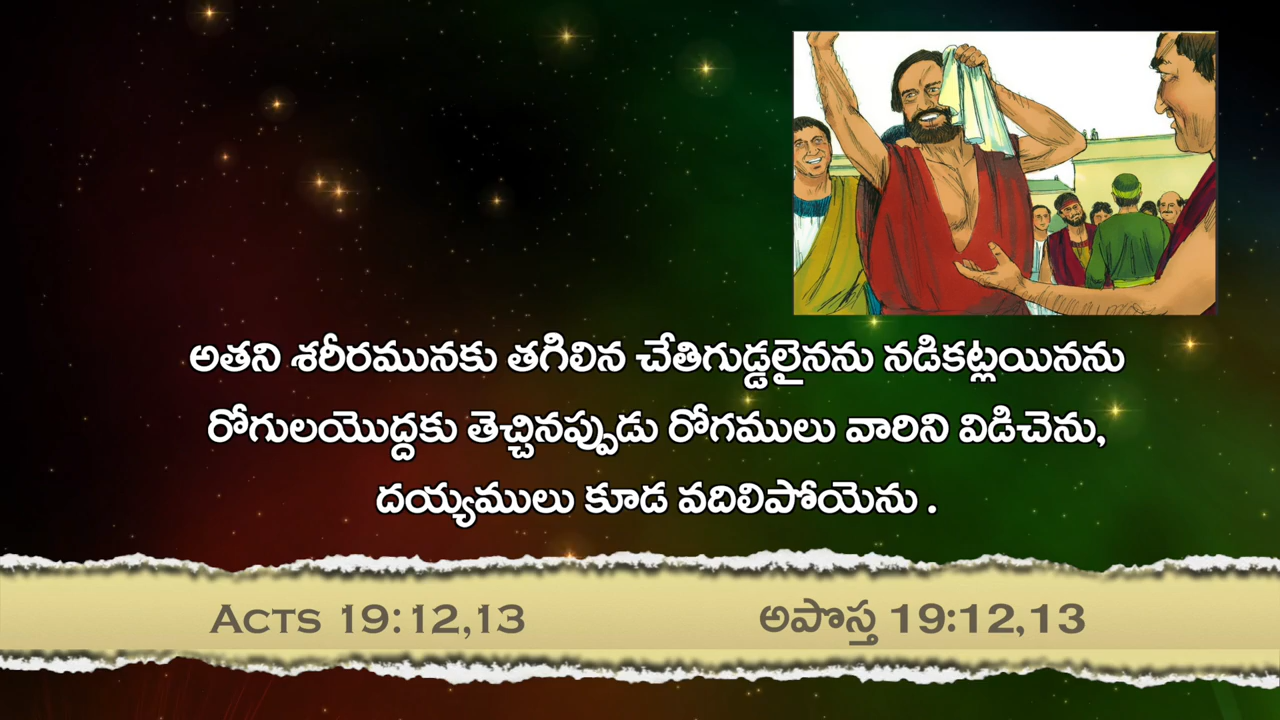 అతని శరీరమునకు తగిలిన చేతిగుడ్డలైనను నడికట్లయినను
రోగులయొద్దకు తెచ్చినప్పుడు రోగములు వారిని విడిచెను,
దయ్యములు కూడ వదిలిపోయెను .
Acts 19:12,13
అపొస్త 19:12,13